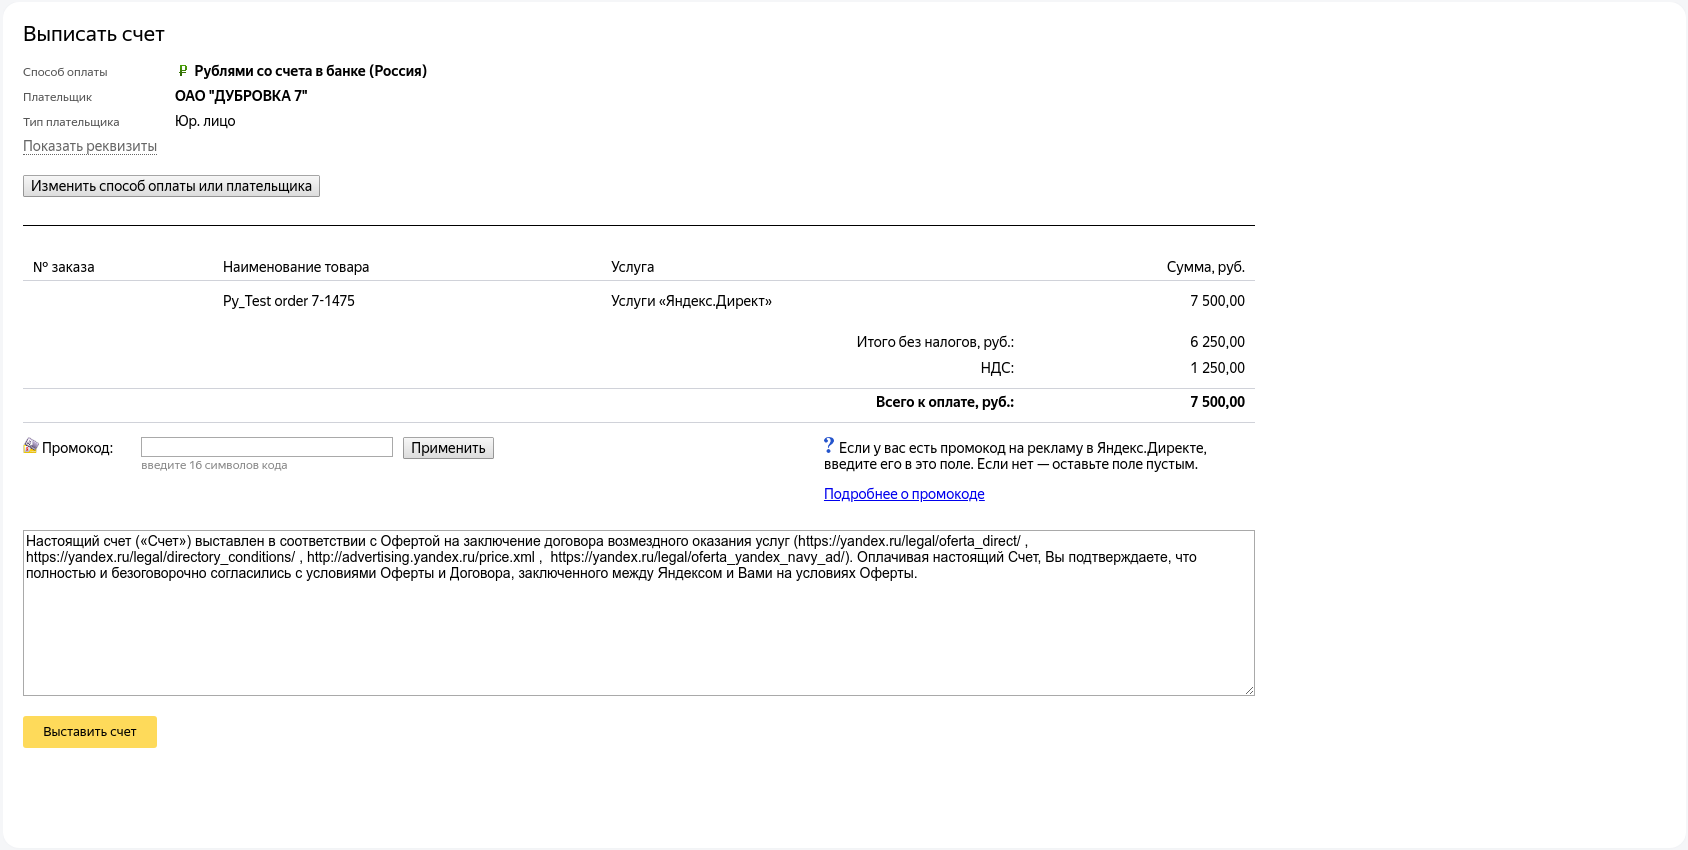 Выписать счет
Способ оплаты ₽ Рублями со счета в банке (Россия)
Плательщик ОАО "ДУБРОВКА 7"
Тип плательщика Юр. лицо
Показать реквизиты
Изменить способ оплаты или плательщика
№ заказа Наименование товара Услуга Сумма, руб.
Py_Test order 7-1475 Услуги «Яндекс.Директ» 7 500,00
Итого без налогов, руб.: 6 250,00
НДС: 1 250,00
Всего к оплате, руб.: 7 500,00
Промокод: Применить
введите 16 символов кода
? Если у вас есть промокод на рекламу в Яндекс.Директе,
введите его в это поле. Если нет — оставьте поле пустым.
Подробнее о промокоде
Настоящий счет («Счет») выставлен в соответствии с Офертой на заключение договора возмездного оказания услуг (https://yandex.ru/legal/oferta_direct/ ,
https://yandex.ru/legal/directory_conditions/ , http://advertising.yandex.ru/price.xml ,  https://yandex.ru/legal/oferta_yandex_navy_ad/). Оплачивая настоящий Счет, Вы подтверждаете, что
полностью и безоговорочно согласились с условиями Оферты и Договора, заключенного между Яндексом и Вами на условиях Оферты.
Выставить счет